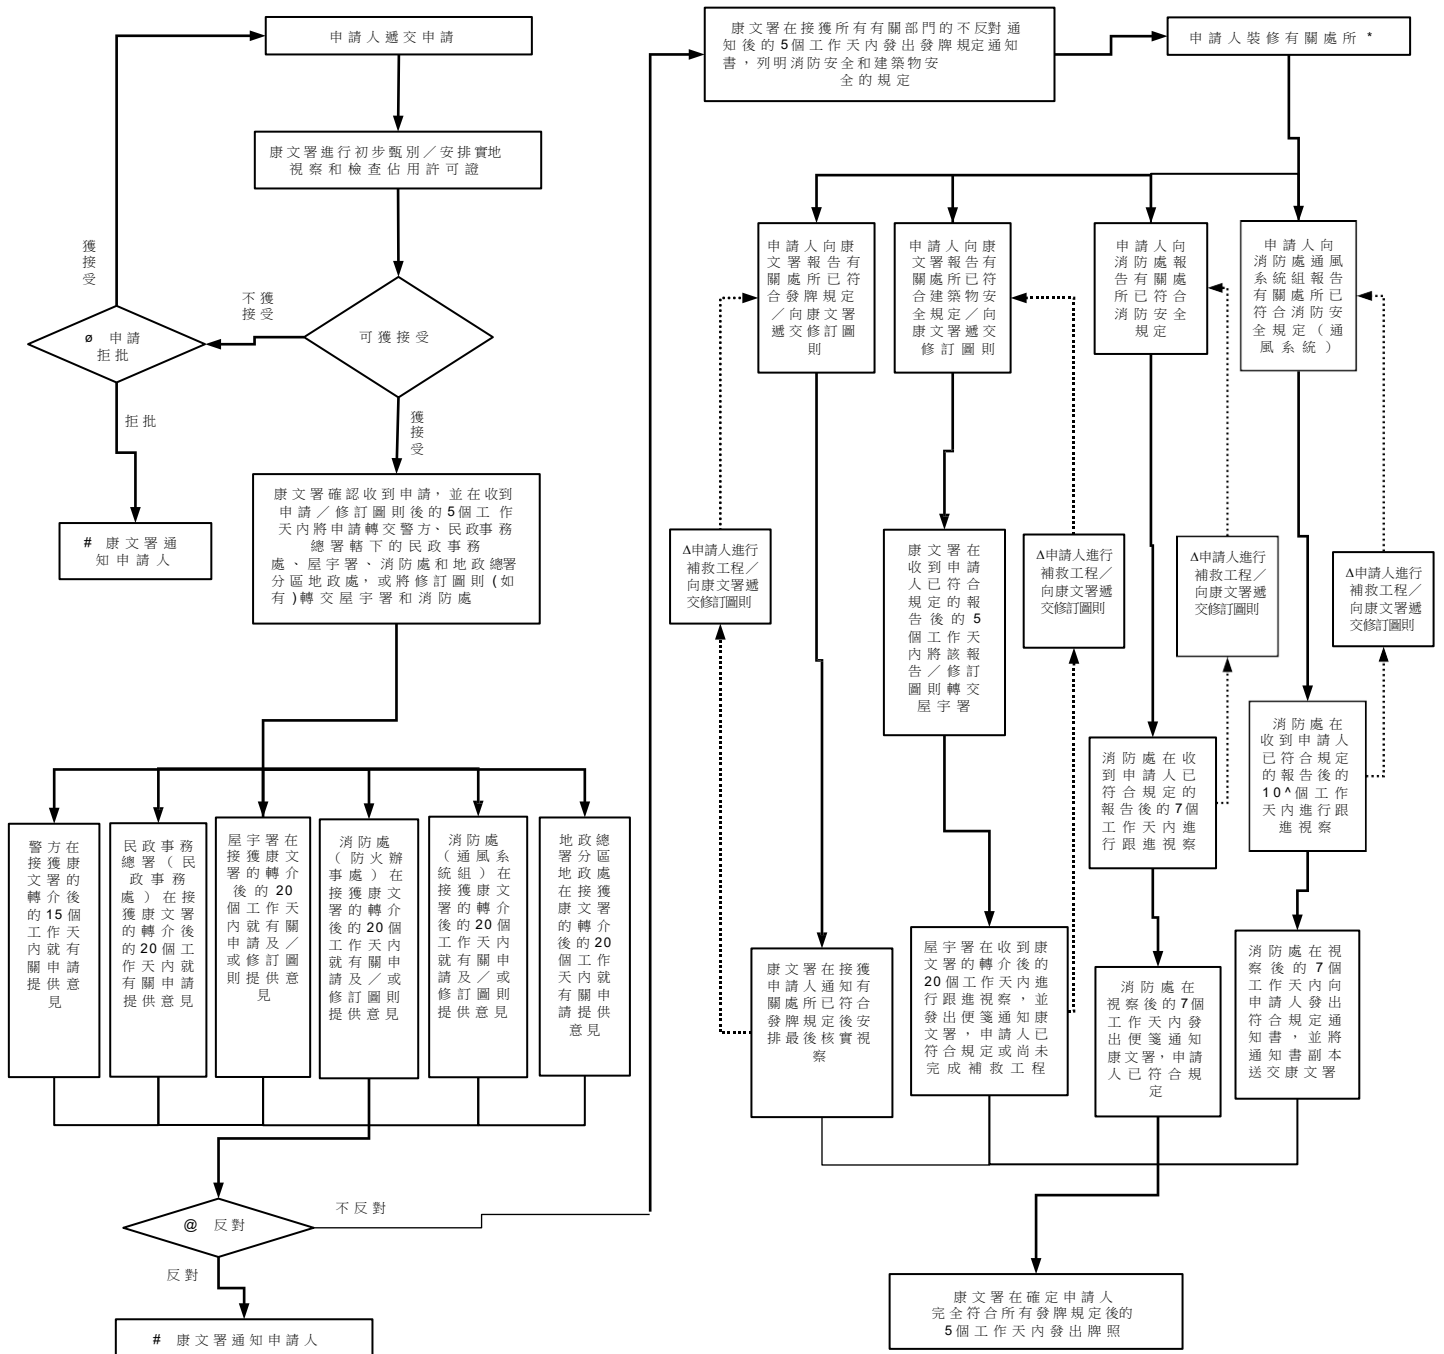 申請人遞交申請
康文署進行初步甄別／安排實地
視察和檢查佔用許可證
獲
接
受
不獲
接受
ø 申請
拒批
可獲接受
拒批
獲
接
受
# 康文署通
知申請人
康文署確認收到申請，並在收到
申請／修訂圖則後的5個工作
天內將申請轉交警方、民政事務
總署轄下的民政事務
處、屋宇署、消防處和地政總署
分區地政處，或將修訂圖則(如
有)轉交屋宇署和消防處
警方在
接獲康
文署的
轉介後
的15個
工作天
內就有
關申請
提供意
見
民政事務
總署（民
政事務
處）在接
獲康文署
的轉介後
的20個工
作天內就
有關申請
提供意見
屋宇署在
接獲康文
署的轉介
後的20
個工作天
內就有關
申請及／
或修訂圖
則提供意
見
消防處
（防火辦
事處）在
接獲康文
署的轉介
後的20個
工作天內
就有關申
請及／或
修訂圖則
提供意見
消防處
（通風系
統組）在
接獲康文
署的轉介
後的20個
工作天內
就有關申
請及／或
修訂圖則
提供意見
地政總
署分區
地政處
在接獲
康文署
的轉介
後的20
個工作
天內就
有關申
請提供
意見
@ 反對
不反對
反對
# 康文署通知申請人
康文署在接獲所有有關部門的不反對通
知後的5個工作天內發出發牌規定通知
書，列明消防安全和建築物安
全的規定
申請人裝修有關處所 *
申請人向康
文署報告有
關處所已符
合發牌規定
／向康文署
遞交修訂圖
則
申請人向康
文署報告有
關處所已符
合建築物安
全規定／向
康文署遞交
修訂圖則
申請人向
消防處報
告有關處
所已符合
消防安全
規定
申請人向
消防處通風
系統組報告
有關處所已
符合消防安
全規定（通
風系統）
Δ申請人進行
補救工程／
向康文署遞
交修訂圖則
康文署在
收到申請
人已符合
規定的報
告後的5
個工作天
內將該報
告／修訂
圖則轉交
屋宇署
Δ申請人進行
補救工程／
向康文署遞
交修訂圖則
Δ申請人進行
補救工程／
向康文署遞
交修訂圖則
Δ申請人進行
補救工程／
向康文署遞
交修訂圖則
消防處在收
到申請人已
符合規定的
報告後的7個
工作天內進
行跟進視察
消防處在
收到申請人
已符合規定
的報告後的
10^個工作
天內進行跟
進視察
康文署在接獲
申請人通知有
關處所已符合
發牌規定後安
排最後核實視
察
屋宇署在收到康
文署的轉介後的
20個工作天內進
行跟進視察，並
發出便箋通知康
文署，申請人已
符合規定或尚未
完成補救工程
消防處在
視察後的7個
工作天內發
出便箋通知
康文署，申請
人已符合規
定
消防處在視
察後的7個
工作天內向
申請人發出
符合規定通
知書，並將
通知書副本
送交康文署
康文署在確定申請人
完全符合所有發牌規定後的
5個工作天內發出牌照